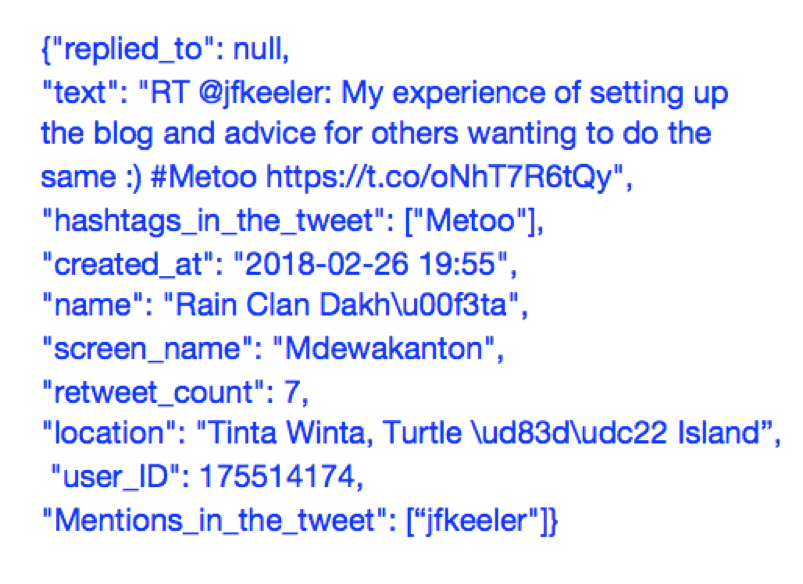 {"replied_to": null,
"text": "RT @jfkeeler: My experience of setting up
the blog and advice for others wanting to do the
same :) #Metoo https://t.co/oNhT7R6tQy",
"hashtags_in_the_tweet": ["Metoo"],
"created_at": "2018-02-26 19:55",
"name": "Rain Clan Dakh\u00f3ta",
"screen_name": "Mdewakanton",
"retweet_count": 7,
"location": "Tinta Winta, Turtle \ud83d\udc22 Island”,
"user_ID": 175514174,
"Mentions_in_the_tweet": [“jfkeeler"]}